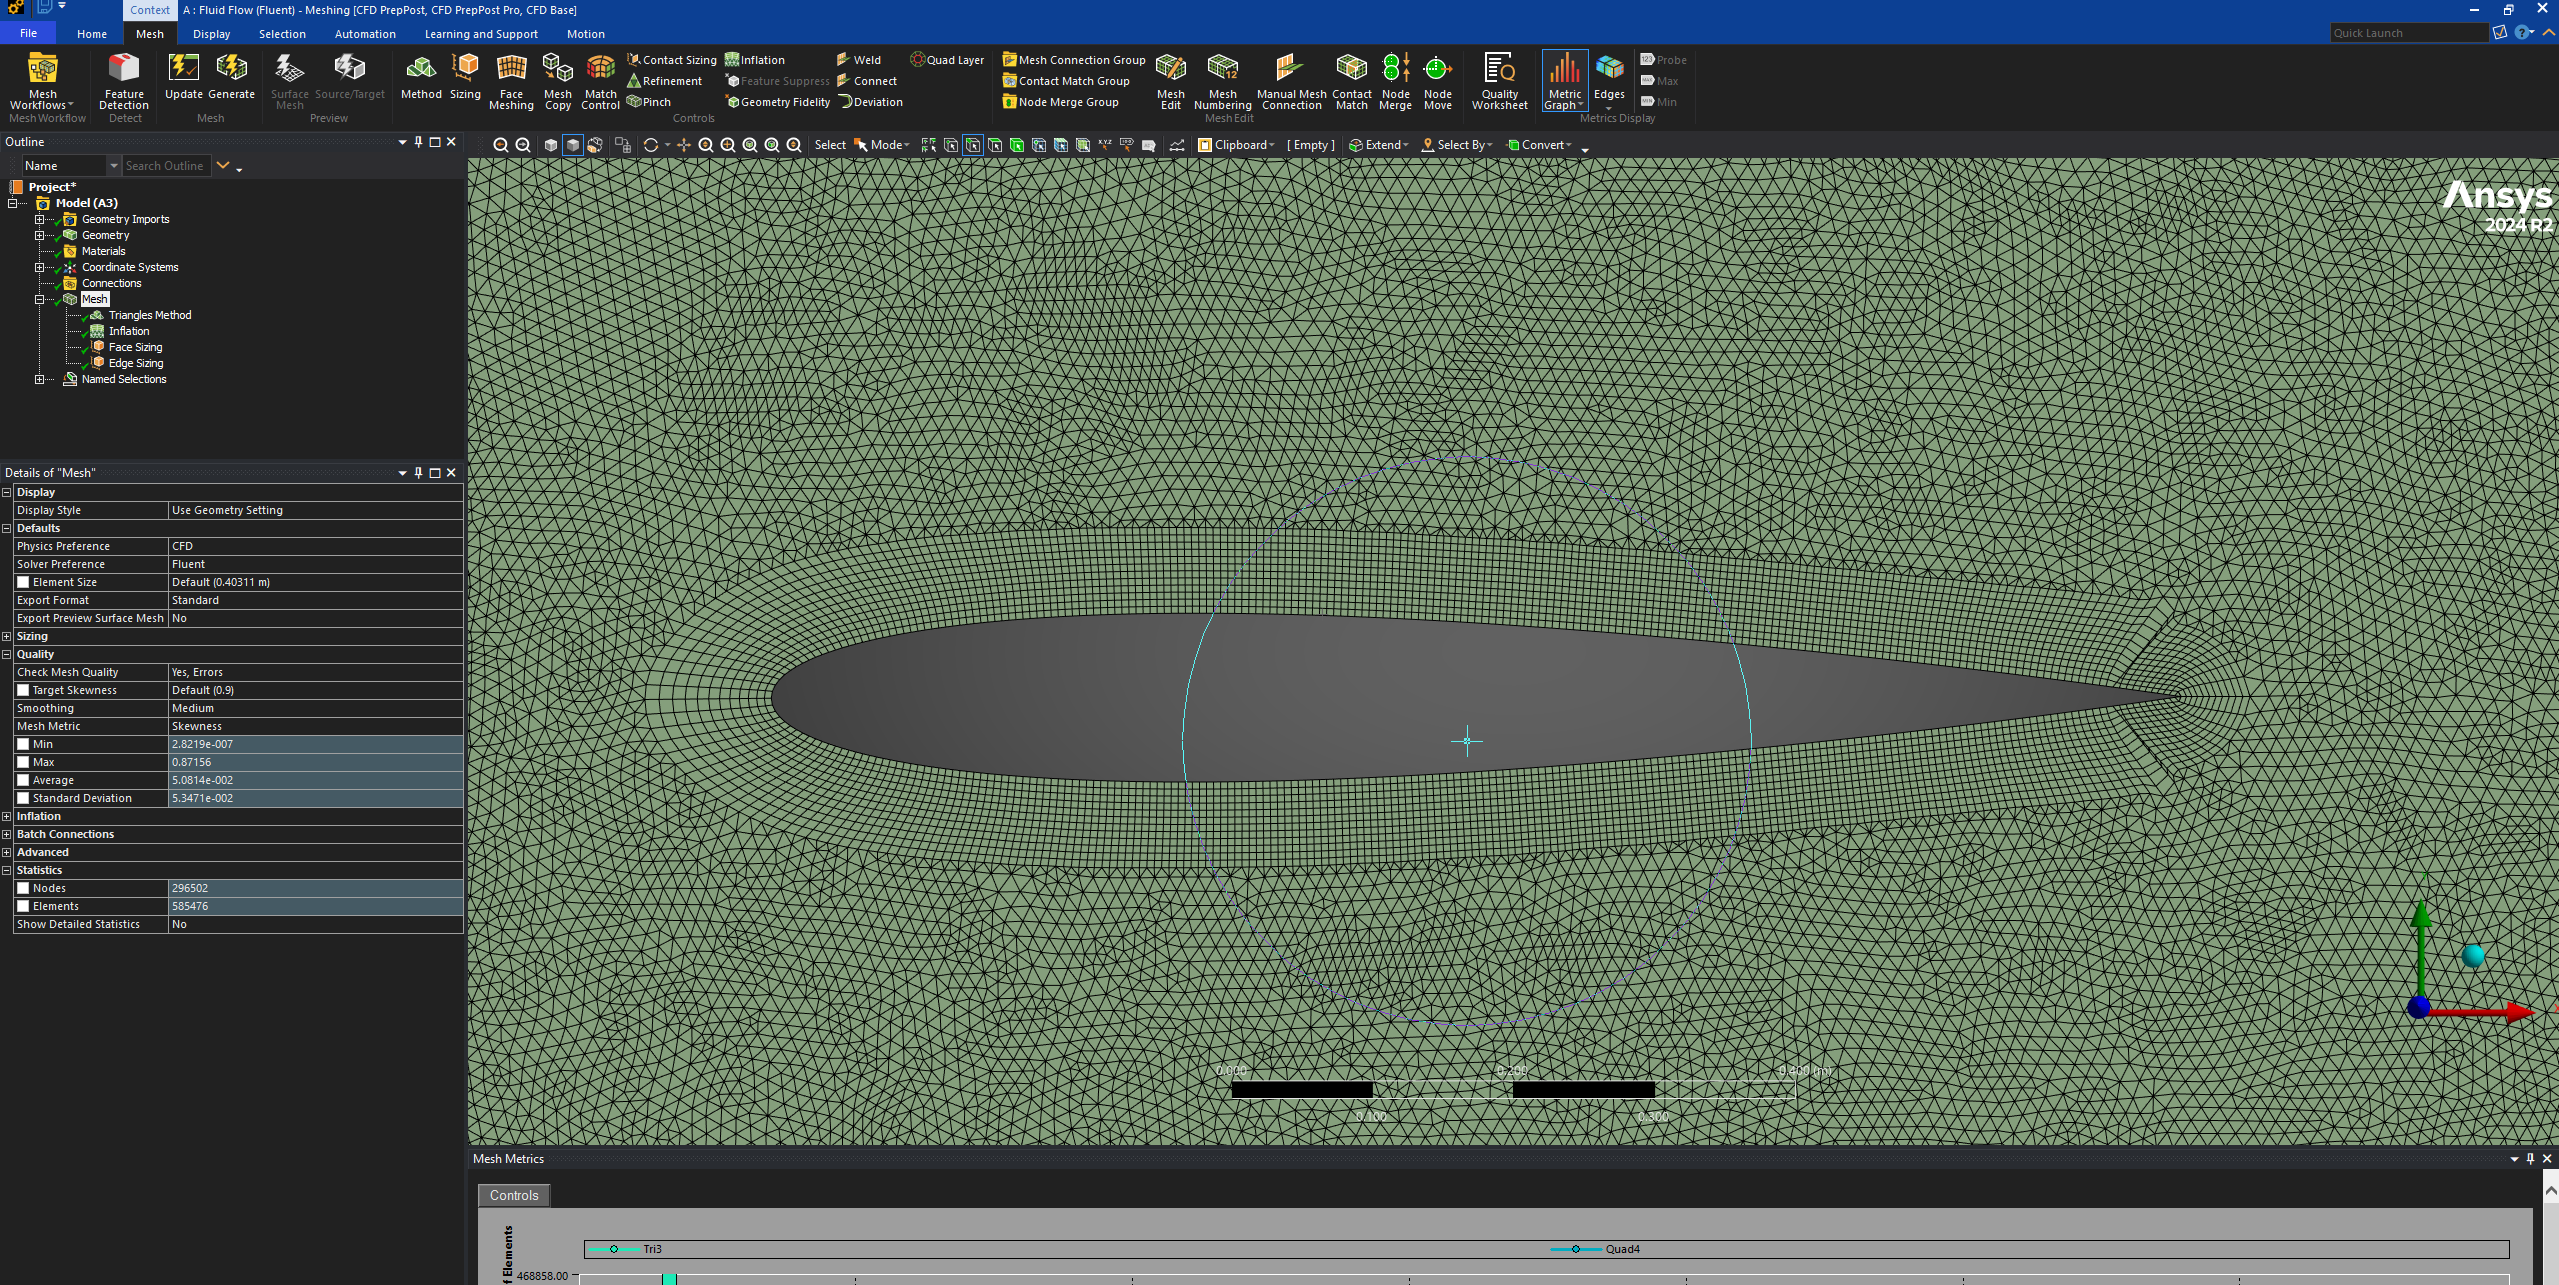 Context A : Fluid Flow (Fluent) - Meshing [CFD PrepPost, CFD PrepPost Pro, CFD Base]
File Home Mesh Display Selection Automation Learning and Support Motion Quick Launch
Mesh Workflows
Mesh Workflow
Feature Detection
Detect
Update Generate
Mesh
Surface Mesh Source/Target
Preview
Method Sizing Face Meshing Mesh Copy Match Control
Contact Sizing Inflation Weld Quad Layer
Refinement Feature Suppress Connect
Pinch Geometry Fidelity Deviation
Controls
Mesh Connection Group
Contact Match Group
Node Merge Group
Mesh Edit Mesh Numbering Manual Mesh Connection Contact Match Node Merge Node Move
Mesh Edit
Quality Worksheet
Metric Graph Edges
Probe
Max
Min
Metrics Display
Outline
Name Search Outline
Select Mode Clipboard [ Empty ] Extend Select By Convert
Project*
Model (A3)
Geometry Imports
Geometry
Materials
Coordinate Systems
Connections
Mesh
Triangles Method
Inflation
Face Sizing
Edge Sizing
Named Selections
Details of "Mesh"
Display
Display Style Use Geometry Setting
Defaults
Physics Preference CFD
Solver Preference Fluent
Element Size Default (0.40311 m)
Export Format Standard
Export Preview Surface Mesh No
Sizing
Quality
Check Mesh Quality Yes, Errors
Target Skewness Default (0.9)
Smoothing Medium
Mesh Metric Skewness
Min 2.8219e-007
Max 0.87156
Average 5.0814e-002
Standard Deviation 5.3471e-002
Inflation
Batch Connections
Advanced
Statistics
Nodes 296502
Elements 585476
Show Detailed Statistics No
Ansys
2024 R2
0.000 0.200 0.400 (m)
0.100 0.300
Mesh Metrics
Controls
Tri3 Quad4
Elements
468858.00